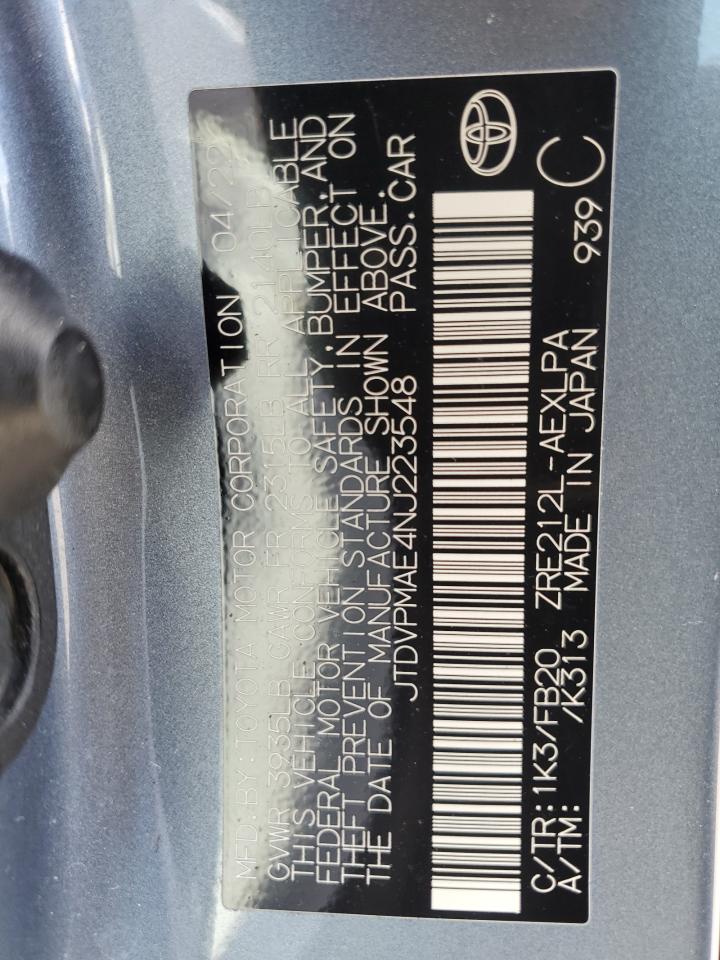 MFD.BY:TOYOTA MOTOR CORPORATION 04/22
GVWR 3935LB GAWR FR 2315LB RR 2140LB
THIS VEHICLE CONFORMS TO ALL APPLICABLE
FEDERAL MOTOR VEHICLE SAFETY,BUMPER,AND
THEFT PREVENTION STANDARDS IN EFFECT ON
THE DATE OF MANUFACTURE SHOWN ABOVE.
JTDVPMAE4NJ223548 PASS.CAR
C/TR:1K3/FB20 ZRE212L-AEXLPA 939
A/TM: /K313 MADE IN JAPAN
C